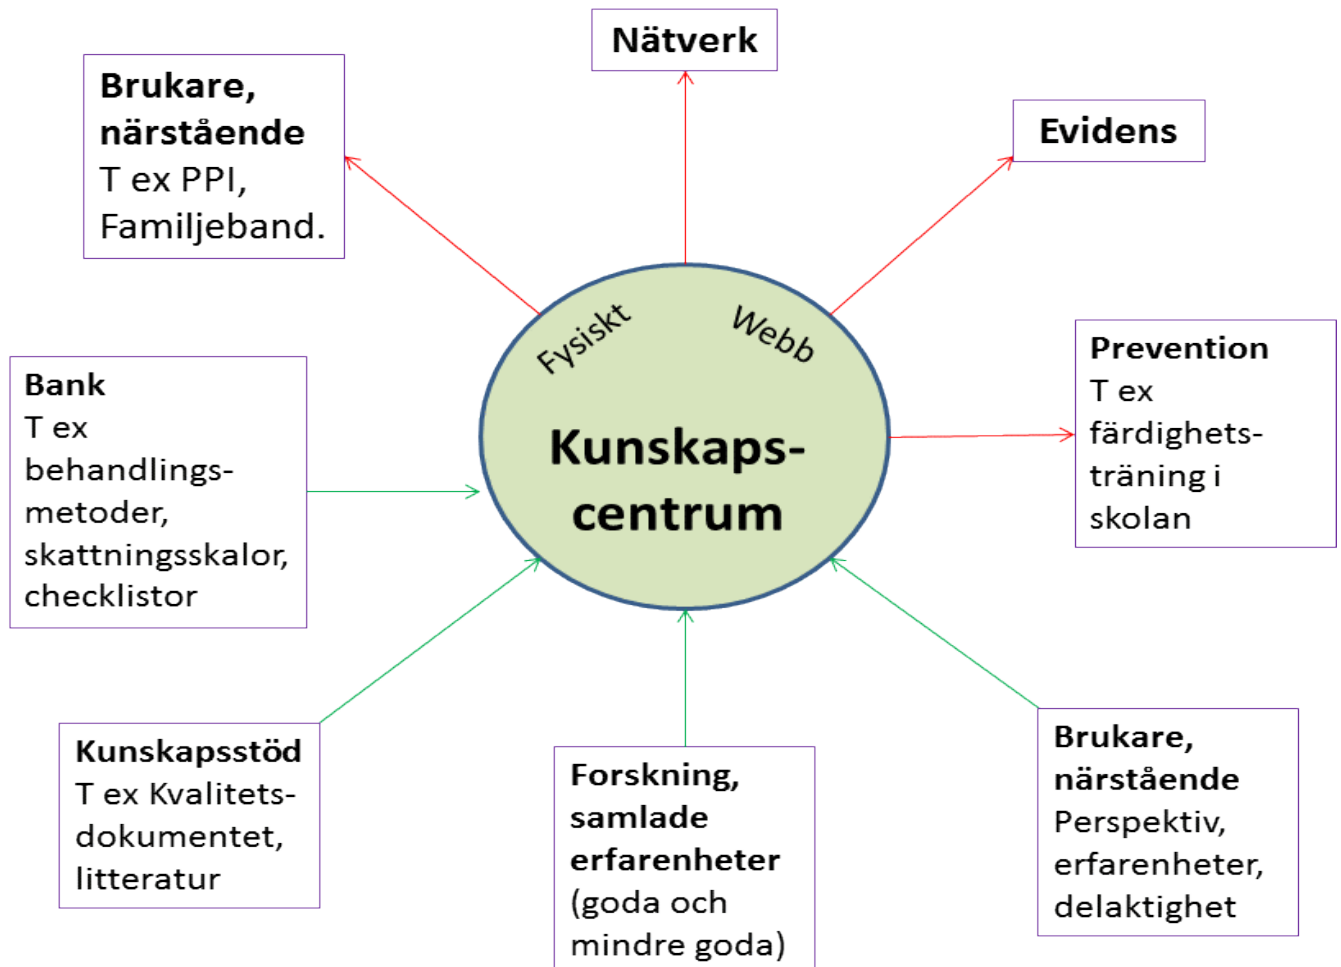 Nätverk
Brukare,
närstående
T ex PPI,
Familjeband.
Evidens
Fysiskt
Webb
Kunskaps-
centrum
Prevention
T ex
färdighets-
träning i
skolan
Bank
T ex
behandlings-
metoder,
skattningsskalor,
checklistor
Kunskapsstöd
T ex Kvalitets-
dokumentet,
litteratur
Forskning,
samlade
erfarenheter
(goda och
mindre goda)
Brukare,
närstående
Perspektiv,
erfarenheter,
delaktighet